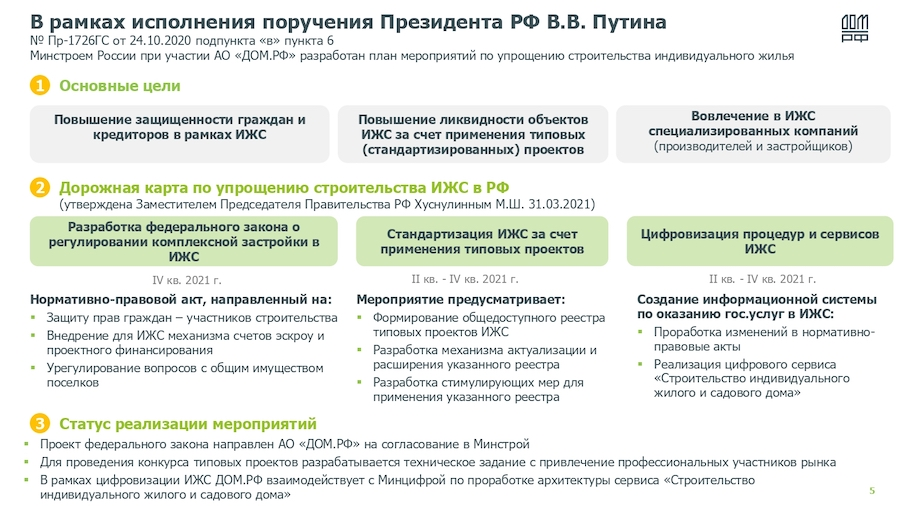 В рамках исполнения поручения Президента РФ В.В. Путина
№ Пр-1726ГС от 24.10.2020 подпункта «в» пункта 6
Минстроем России при участии АО «ДОМ.РФ» разработан план мероприятий по упрощению строительства индивидуального жилья
ДОМ
РФ
1 Основные цели
Повышение защищенности граждан и
кредиторов в рамках ИЖС
Повышение ликвидности объектов
ИЖС за счет применения типовых
(стандартизированных) проектов
Вовлечение в ИЖС
специализированных компаний
(производителей и застройщиков)
2 Дорожная карта по упрощению строительства ИЖС в РФ
(утверждена Заместителем Председателя Правительства РФ Хуснулиным М.Ш. 31.03.2021)
Разработка федерального закона о
регулировании комплексной застройки в
ИЖС
IV кв. 2021 г.
Нормативно-правовой акт, направленный на:
▪ Защиту прав граждан – участников строительства
▪ Внедрение для ИЖС механизма счетов эскроу и
проектного финансирования
▪ Урегулирование вопросов с общим имуществом
поселков
Стандартизация ИЖС за счет
применения типовых проектов
II кв. - IV кв. 2021 г.
Мероприятие предусматривает:
▪ Формирование общедоступного реестра
типовых проектов ИЖС
▪ Разработка механизма актуализации и
расширения указанного реестра
▪ Разработка стимулирующих мер для
применения указанного реестра
Цифровизация процедур и сервисов
ИЖС
II кв. - IV кв. 2021 г.
Создание информационной системы
по оказанию гос.услуг в ИЖС:
▪ Проработка изменений в нормативно-
правовые акты
▪ Реализация цифрового сервиса
«Строительство индивидуального
жилого и садового дома»
3 Статус реализации мероприятий
▪ Проект федерального закона направлен АО «ДОМ.РФ» на согласование в Минстрой
▪ Для проведения конкурса типовых проектов разрабатывается техническое задание с привлечение профессиональных участников рынка
▪ В рамках цифровизации ИЖС ДОМ.РФ взаимодействует с Минцифрой по проработке архитектуры сервиса «Строительство
индивидуального жилого и садового дома»
5